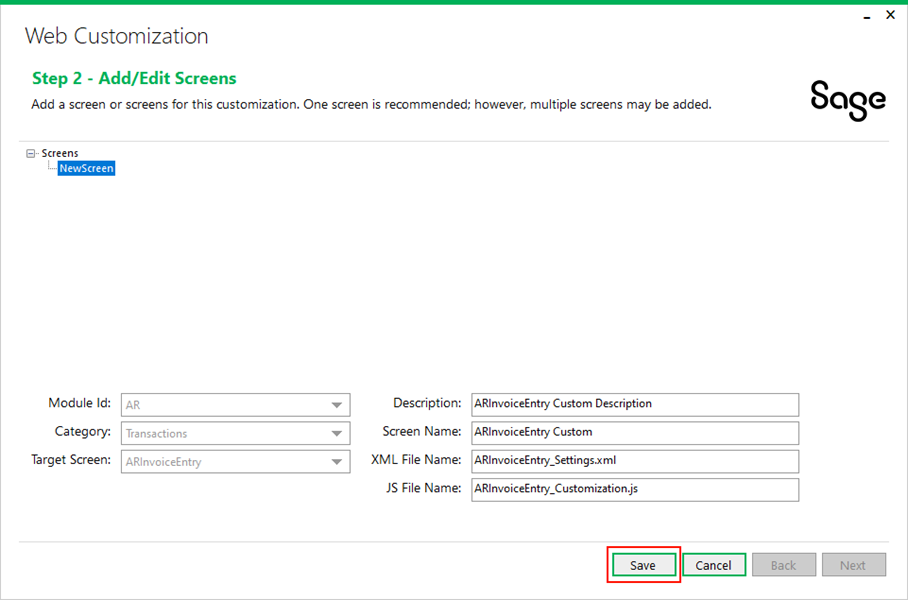 Web Customization
Step 2 - Add/Edit Screens
Add a screen or screens for this customization. One screen is recommended; however, multiple screens may be added.
Sage
Screens
NewScreen
Module Id: AR
Description: ARInvoiceEntry Custom Description
Category: Transactions
Screen Name: ARInvoiceEntry Custom
Target Screen: ARInvoiceEntry
XML File Name: ARInvoiceEntry_Settings.xml
JS File Name: ARInvoiceEntry_Customization.js
Save Cancel Back Next